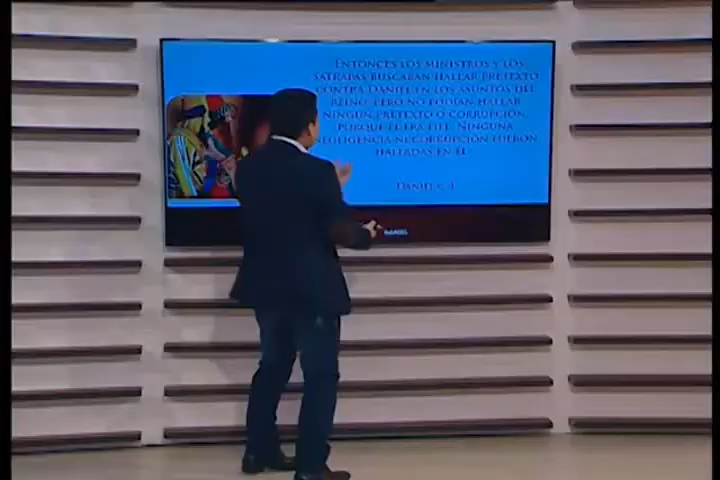 Entonces los ministros y los
sátrapas buscaban hallar pretexto
contra Daniel en los asuntos del
reino, pero no podían hallar
ningún pretexto o corrupción,
porque él era fiel. Ninguna
negligencia ni corrupción fueron
halladas en él
Daniel 6:4